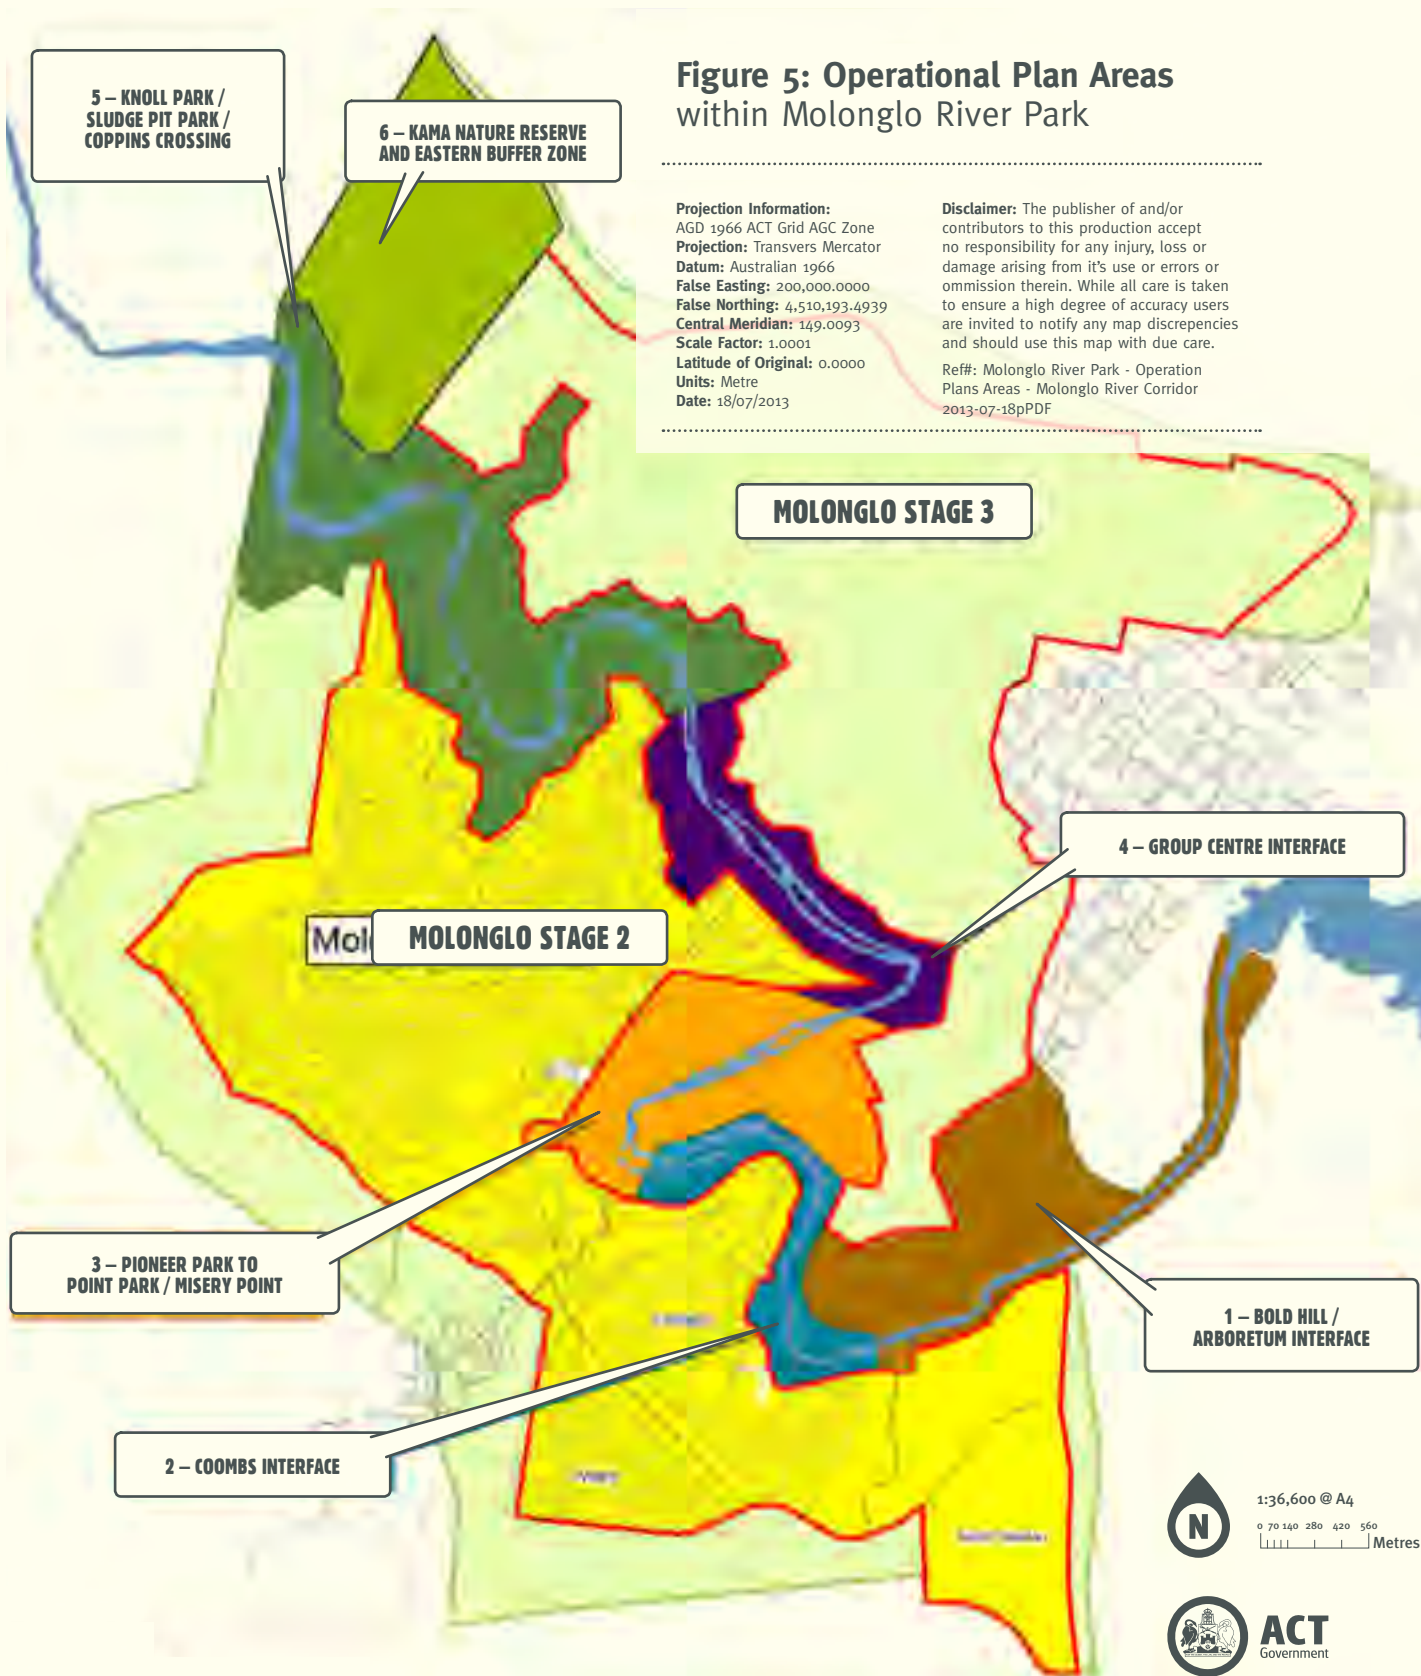 Figure 5: Operational Plan Areas
within Molonglo River Park
5 – KNOLL PARK /
SLUDGE PIT PARK /
COPPINS CROSSING
6 – KAMA NATURE RESERVE
AND EASTERN BUFFER ZONE
Projection Information:
AGD 1966 ACT Grid AGC Zone
Projection: Transvers Mercator
Datum: Australian 1966
False Easting: 200,000.0000
False Northing: 4,510,193.4939
Central Meridian: 149.0093
Scale Factor: 1.0001
Latitude of Original: 0.0000
Units: Metre
Date: 18/07/2013
Disclaimer: The publisher of and/or
contributors to this production accept
no responsibility for any injury, loss or
damage arising from it's use or errors or
ommission therein. While all care is taken
to ensure a high degree of accuracy users
are invited to notify any map discrepencies
and should use this map with due care.
Ref#: Molonglo River Park - Operation
Plans Areas - Molonglo River Corridor
2013-07-18pPDF
MOLONGLO STAGE 3
4 – GROUP CENTRE INTERFACE
Mol
MOLONGLO STAGE 2
3 – PIONEER PARK TO
POINT PARK / MISERY POINT
1 – BOLD HILL /
ARBORETUM INTERFACE
2 – COOMBS INTERFACE
N
1:36,600 @ A4
0 70 140 280 420 560
Metres
ACT
Government